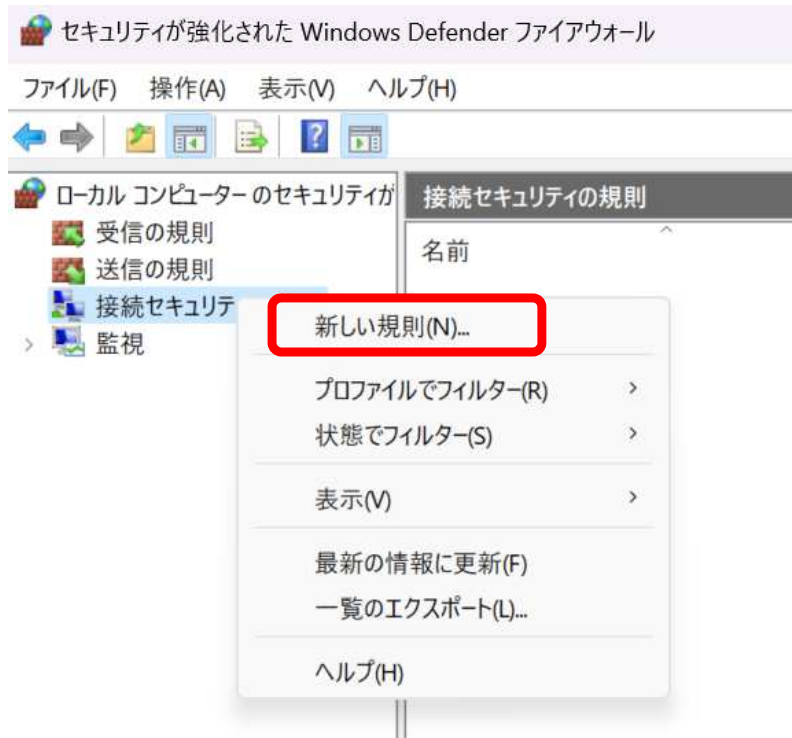 セキュリティが強化された Windows Defender ファイアウォール
ファイル(F) 操作(A) 表示(V) ヘルプ(H)
ローカル コンピューター のセキュリティが
受信の規則
送信の規則
接続セキュリテ
監視
接続セキュリティの規則
名前
新しい規則(N)...
プロファイルでフィルター(R)
状態でフィルター(S)
表示(V)
最新の情報に更新(F)
一覧のエクスポート(L)...
ヘルプ(H)